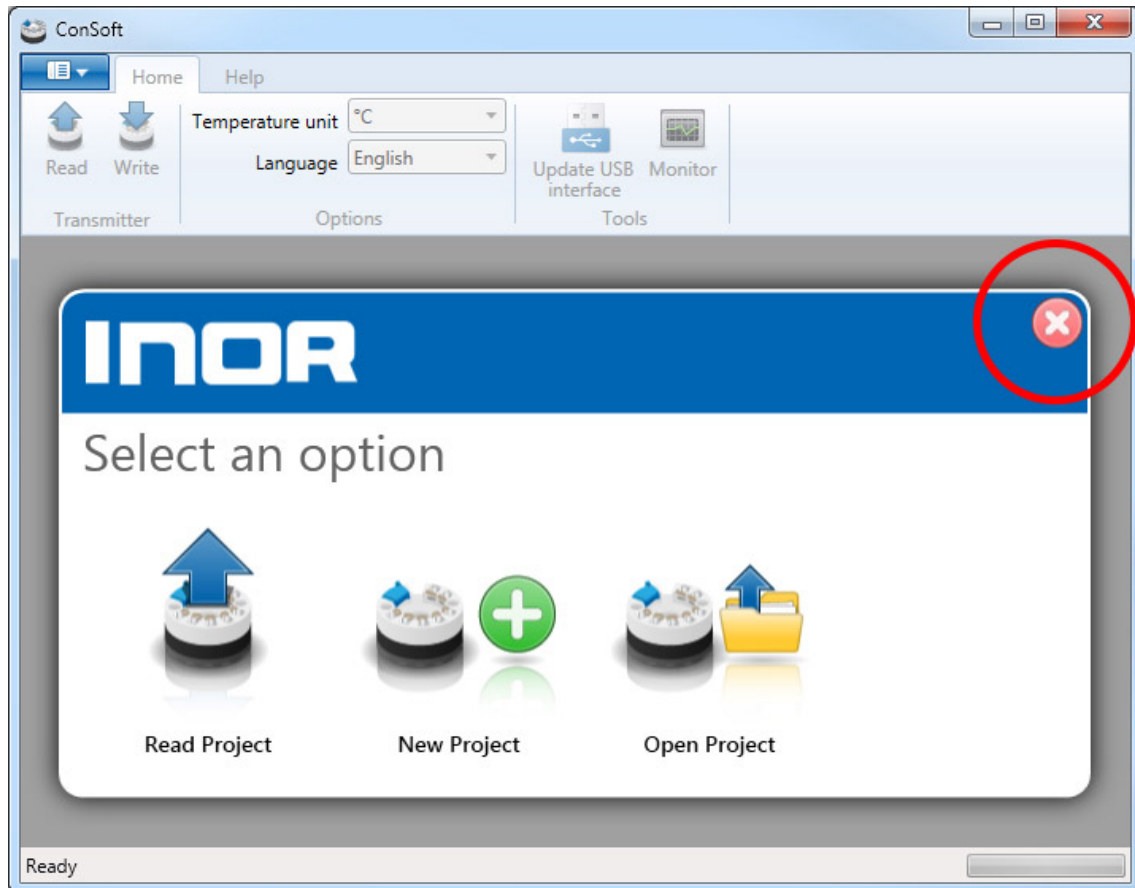 ConSoft
Home Help
Temperature unit °C
Language English
Read Write
Update USB Monitor
interface
Transmitter Options Tools
INOR
Select an option
Read Project New Project Open Project
Ready